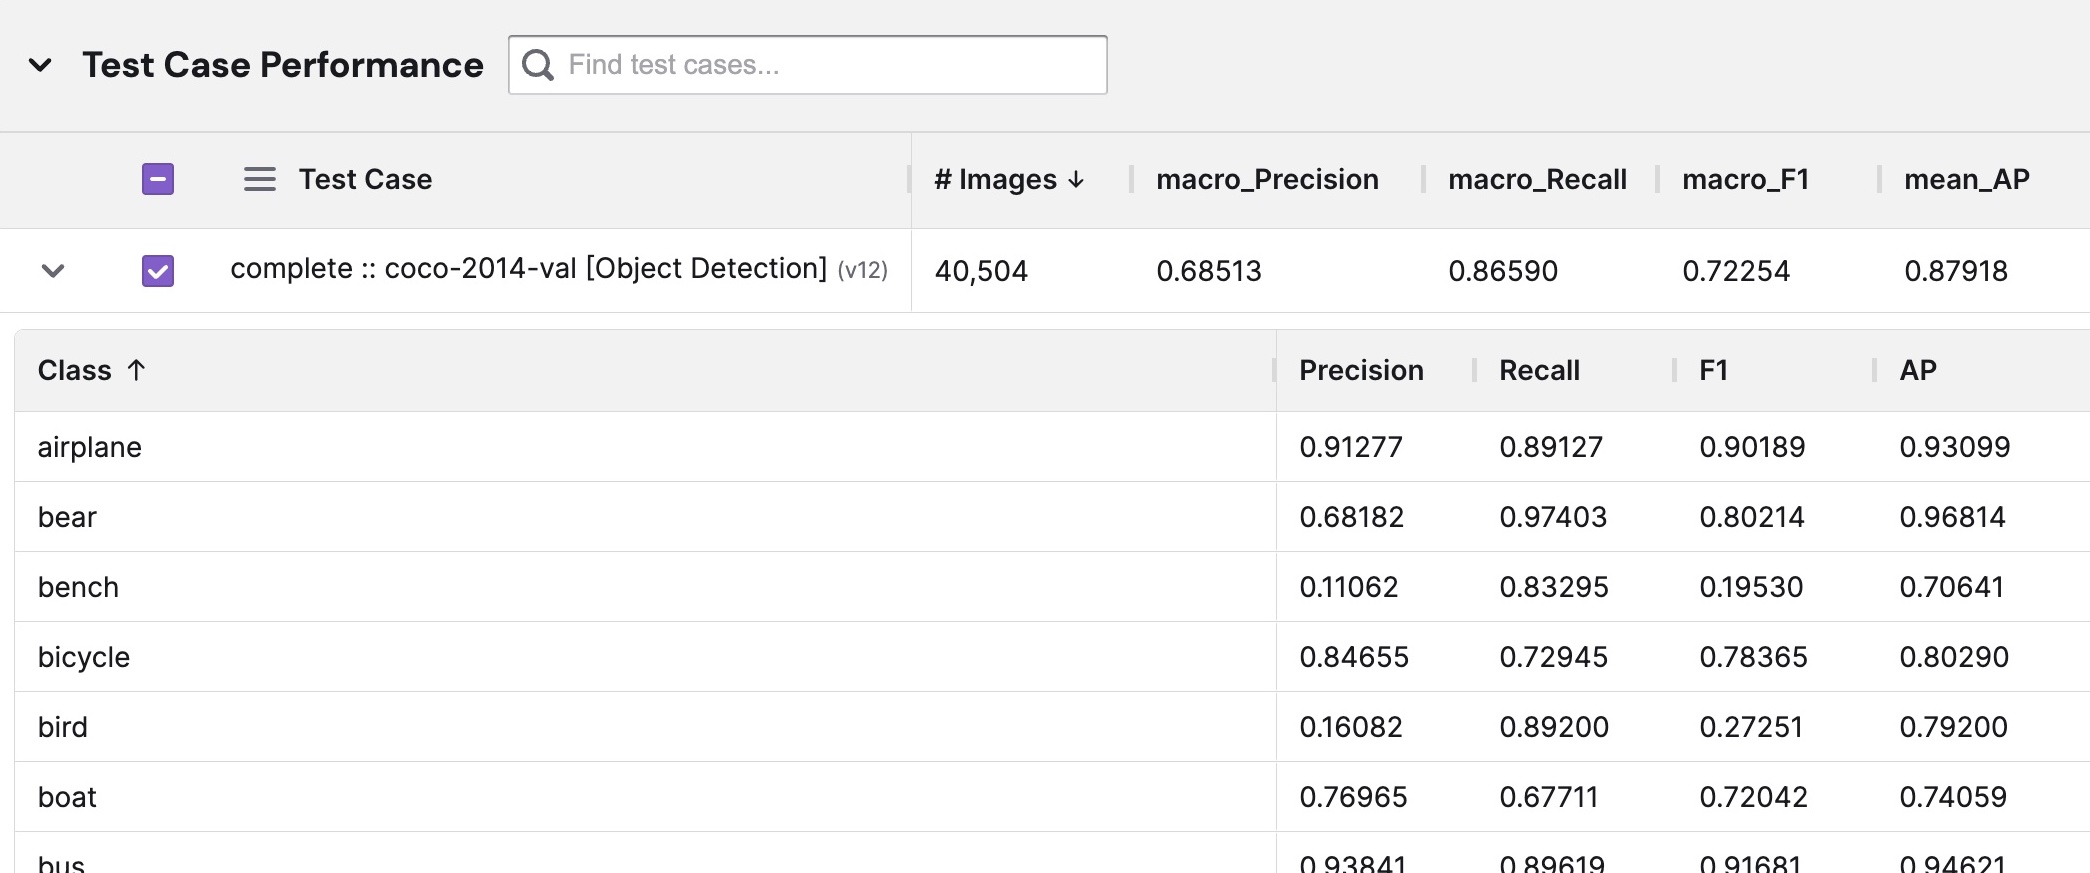 Test Case Performance Find test cases...
Test Case # Images ↓ macro_Precision macro_Recall macro_F1 mean_AP
complete :: coco-2014-val [Object Detection] (v12) 40,504 0.68513 0.86590 0.72254 0.87918
Class ↑ Precision Recall F1 AP
airplane 0.91277 0.89127 0.90189 0.93099
bear 0.68182 0.97403 0.80214 0.96814
bench 0.11062 0.83295 0.19530 0.70641
bicycle 0.84655 0.72945 0.78365 0.80290
bird 0.16082 0.89200 0.27251 0.79200
boat 0.76965 0.67711 0.72042 0.74059
bus 0.93841 0.89619 0.91681 0.94621